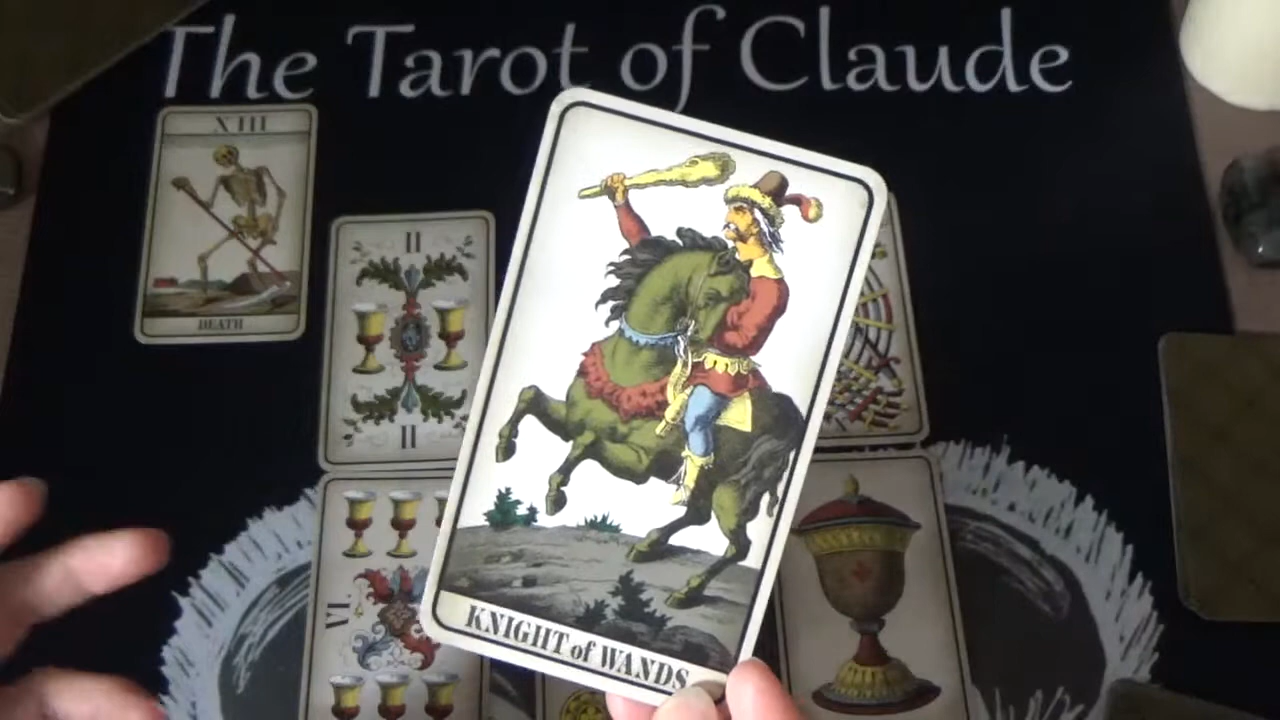 The Tarot of Claude
XIII
DEATH
II
II
VI.
KNIGHT of WANDS